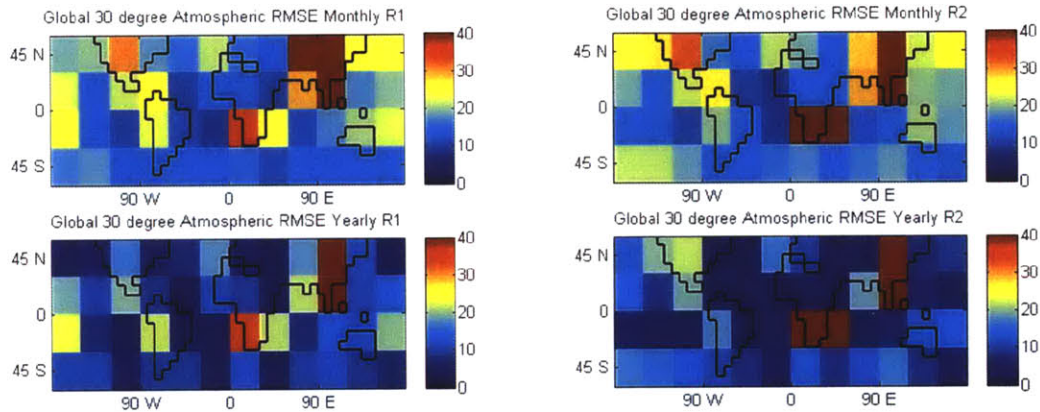 Global 30 degree Atmospheric RMSE Monthly R1
45 N
0
45 S
90 W 0 90 E
40
30
20
10
0
Global 30 degree Atmospheric RMSE Monthly R2
45 N
0
45 S
90 W 0 90 E
40
30
20
10
0
Global 30 degree Atmospheric RMSE Yearly R1
45 N
0
45 S
90 W 0 90 E
40
30
20
10
0
Global 30 degree Atmospheric RMSE Yearly R2
45 N
0
45 S
90 W 0 90 E
40
30
20
10
0